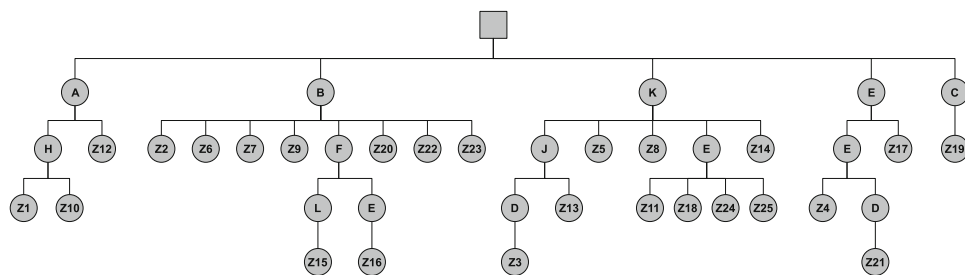 A B K E C
H Z12 Z2 Z6 Z7 Z9 F Z20 Z22 Z23 J Z5 Z8 E Z14 E Z17 Z19
Z1 Z10 L E D Z13 Z11 Z18 Z24 Z25 Z4 D
Z15 Z16 Z3 Z21